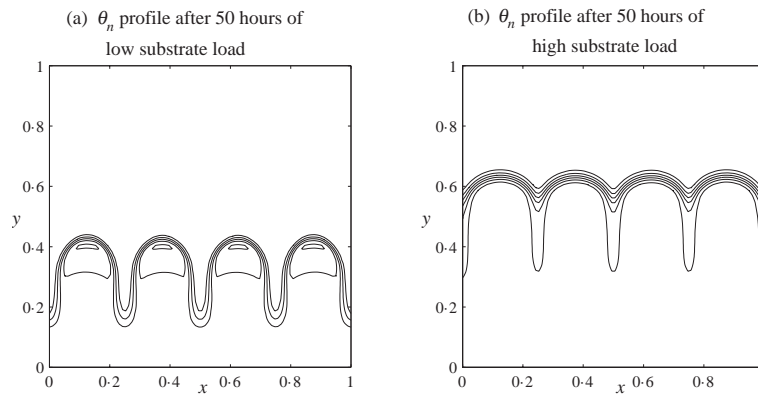 (a) θn profile after 50 hours of
low substrate load
1
0·8
0·6
y
0·4
0·2
0
0 0·2 0·4 0·6 0·8 1
x
(b) θn profile after 50 hours of
high substrate load
1
0·8
0·6
y
0·4
0·2
0
0 0·2 0·4 0·6 0·8
x